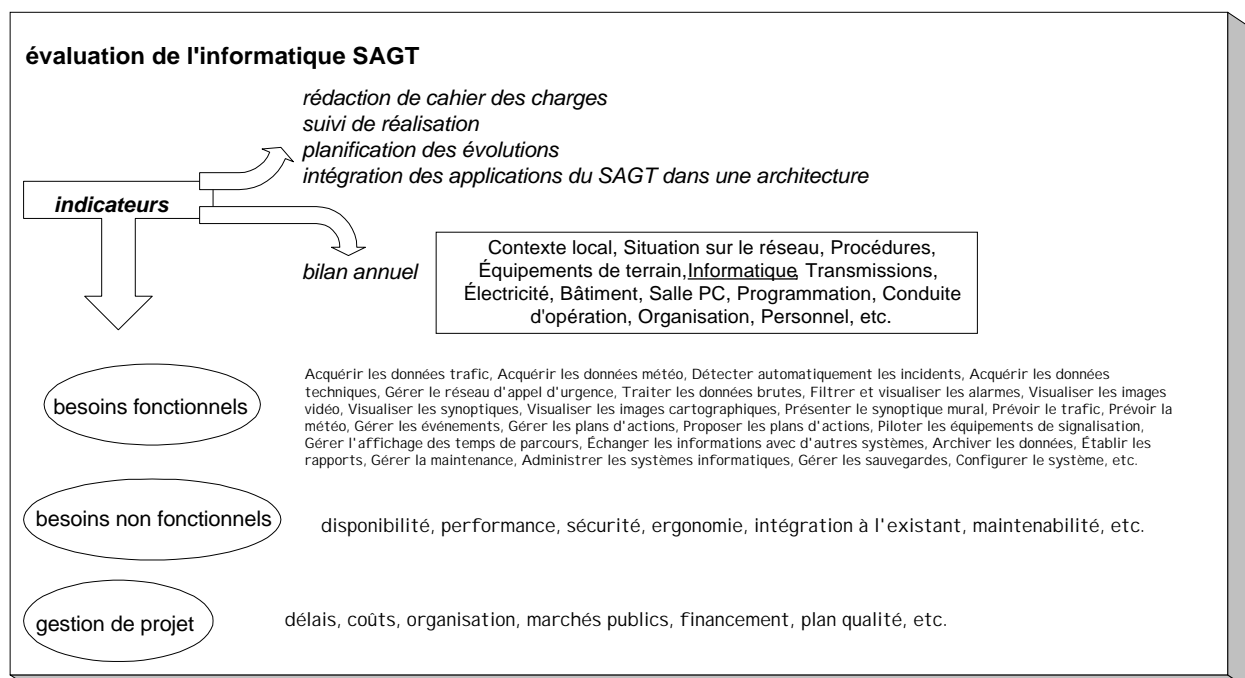 évaluation de l'informatique SAGT
rédaction de cahier des charges
suivi de réalisation
planification des évolutions
intégration des applications du SAGT dans une architecture
indicateurs
bilan annuel
Contexte local, Situation sur le réseau, Procédures,
Équipements de terrain,Informatique, Transmissions,
Électricité, Bâtiment, Salle PC, Programmation, Conduite
d'opération, Organisation, Personnel, etc.
besoins fonctionnels
Acquérir les données trafic, Acquérir les données météo, Détecter automatiquement les incidents, Acquérir les données
techniques, Gérer le réseau d'appel d'urgence, Traiter les données brutes, Filtrer et visualiser les alarmes, Visualiser les images
vidéo, Visualiser les synoptiques, Visualiser les images cartographiques, Présenter le synoptique mural, Prévoir le trafic, Prévoir la
météo, Gérer les événements, Gérer les plans d'actions, Proposer les plans d'actions, Piloter les équipements de signalisation,
Gérer l'affichage des temps de parcours, Échanger les informations avec d'autres systèmes, Archiver les données, Établir les
rapports, Gérer la maintenance, Administrer les systèmes informatiques, Gérer les sauvegardes, Configurer le système, etc.
besoins non fonctionnels
disponibilité, performance, sécurité, ergonomie, intégration à l'existant, maintenabilité, etc.
gestion de projet
délais, coûts, organisation, marchés publics, financement, plan qualité, etc.